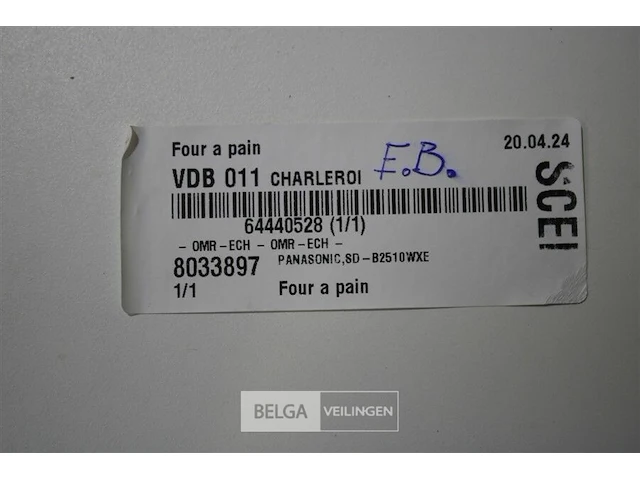 Four a pain
20.04.24
VDB 011 CHARLEROI
F.B.
SCE!
64440528 (1/1)
- OMR-ECH - OMR-ECH -
8033897
PANASONIC,SD-B2510WXE
1/1
Four a pain
BELGA VEILINGEN